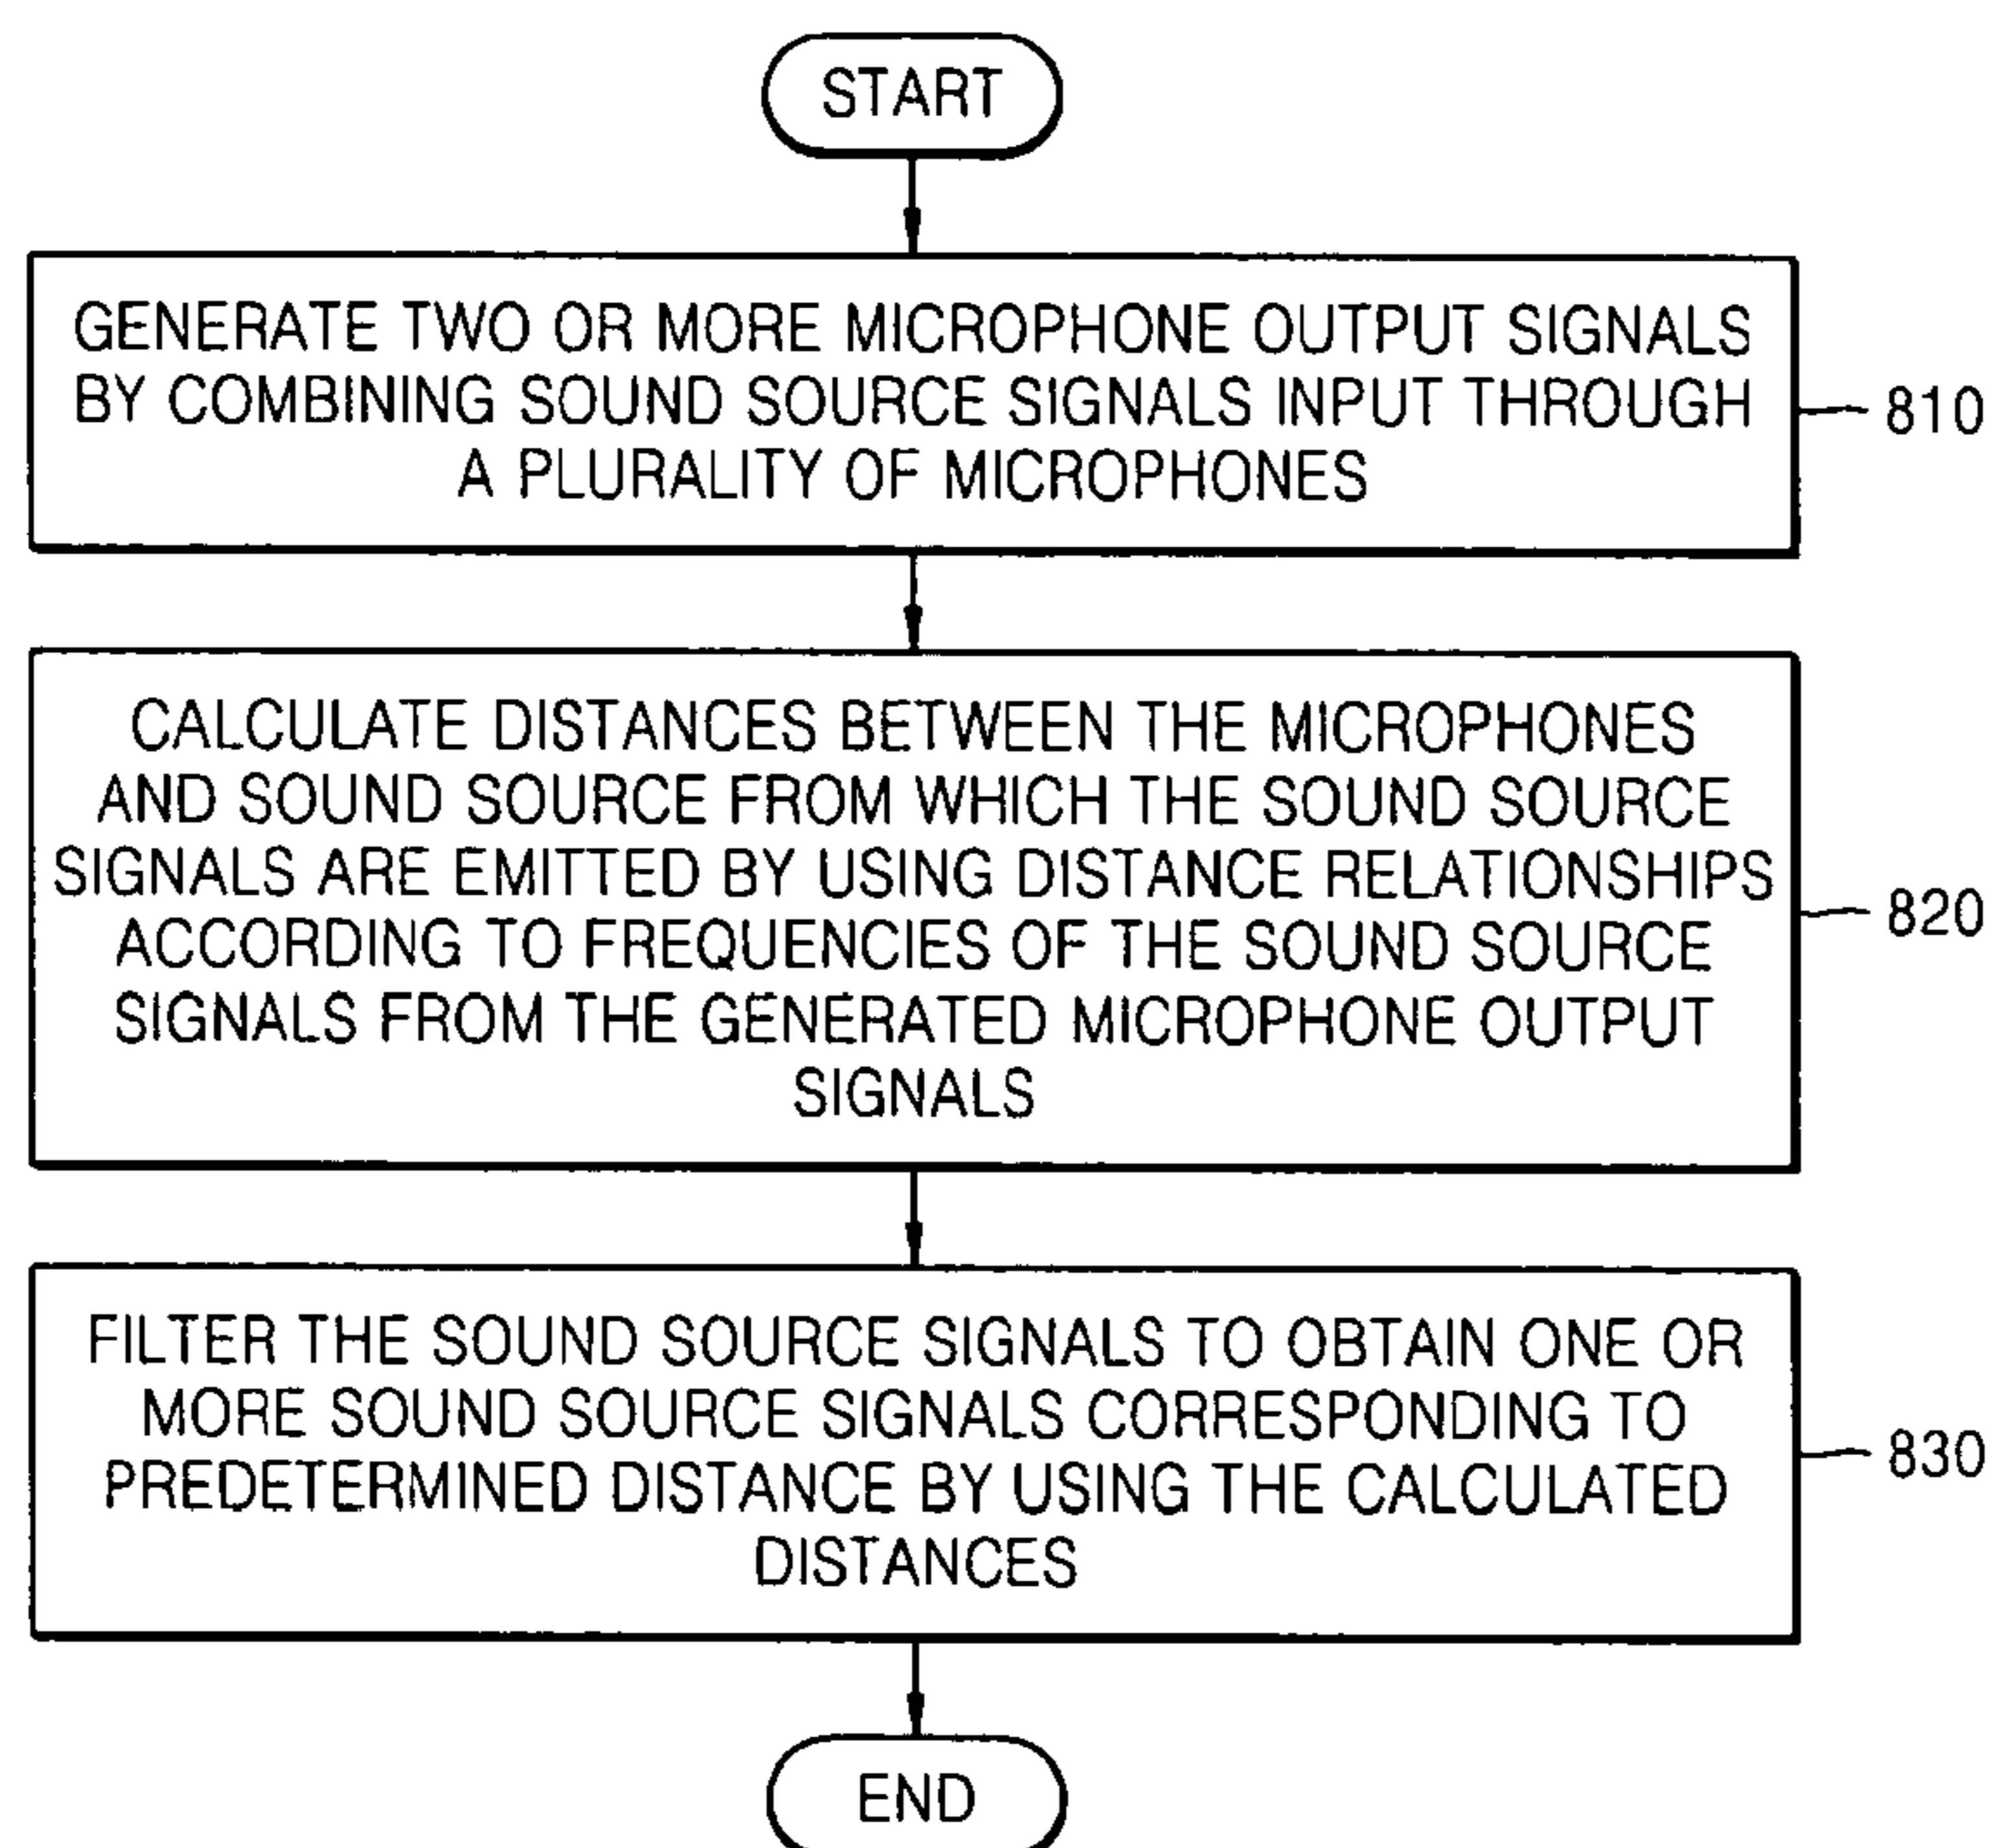 START
GENERATE TWO OR MORE MICROPHONE OUTPUT SIGNALS
BY COMBINING SOUND SOURCE SIGNALS INPUT THROUGH
A PLURALITY OF MICROPHONES
810
CALCULATE DISTANCES BETWEEN THE MICROPHONES
AND SOUND SOURCE FROM WHICH THE SOUND SOURCE
SIGNALS ARE EMITTED BY USING DISTANCE RELATIONSHIPS
ACCORDING TO FREQUENCIES OF THE SOUND SOURCE
SIGNALS FROM THE GENERATED MICROPHONE OUTPUT
SIGNALS
820
FILTER THE SOUND SOURCE SIGNALS TO OBTAIN ONE OR
MORE SOUND SOURCE SIGNALS CORRESPONDING TO
PREDETERMINED DISTANCE BY USING THE CALCULATED
DISTANCES
830
END